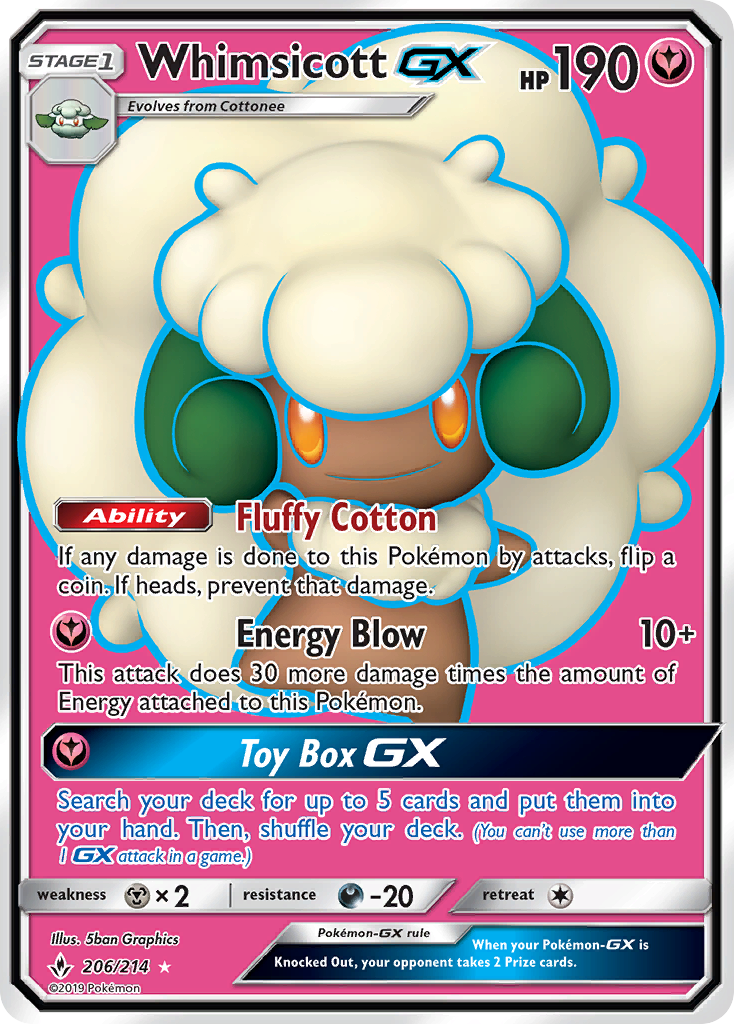 STAGE1 Whimsicott GX HP190
Evolves from Cottonee
Ability Fluffy Cotton
If any damage is done to this Pokémon by attacks, flip a
coin. If heads, prevent that damage.
Energy Blow 10+
This attack does 30 more damage times the amount of
Energy attached to this Pokémon.
Toy Box GX
Search your deck for up to 5 cards and put them into
your hand. Then, shuffle your deck. (You can't use more than
1 GX attack in a game.)
weakness ×2 resistance -20 retreat
Illus. 5ban Graphics
Pokémon-GX rule
When your Pokémon-GX is
Knocked Out, your opponent takes 2 Prize cards.
206/214
©2019 Pokémon